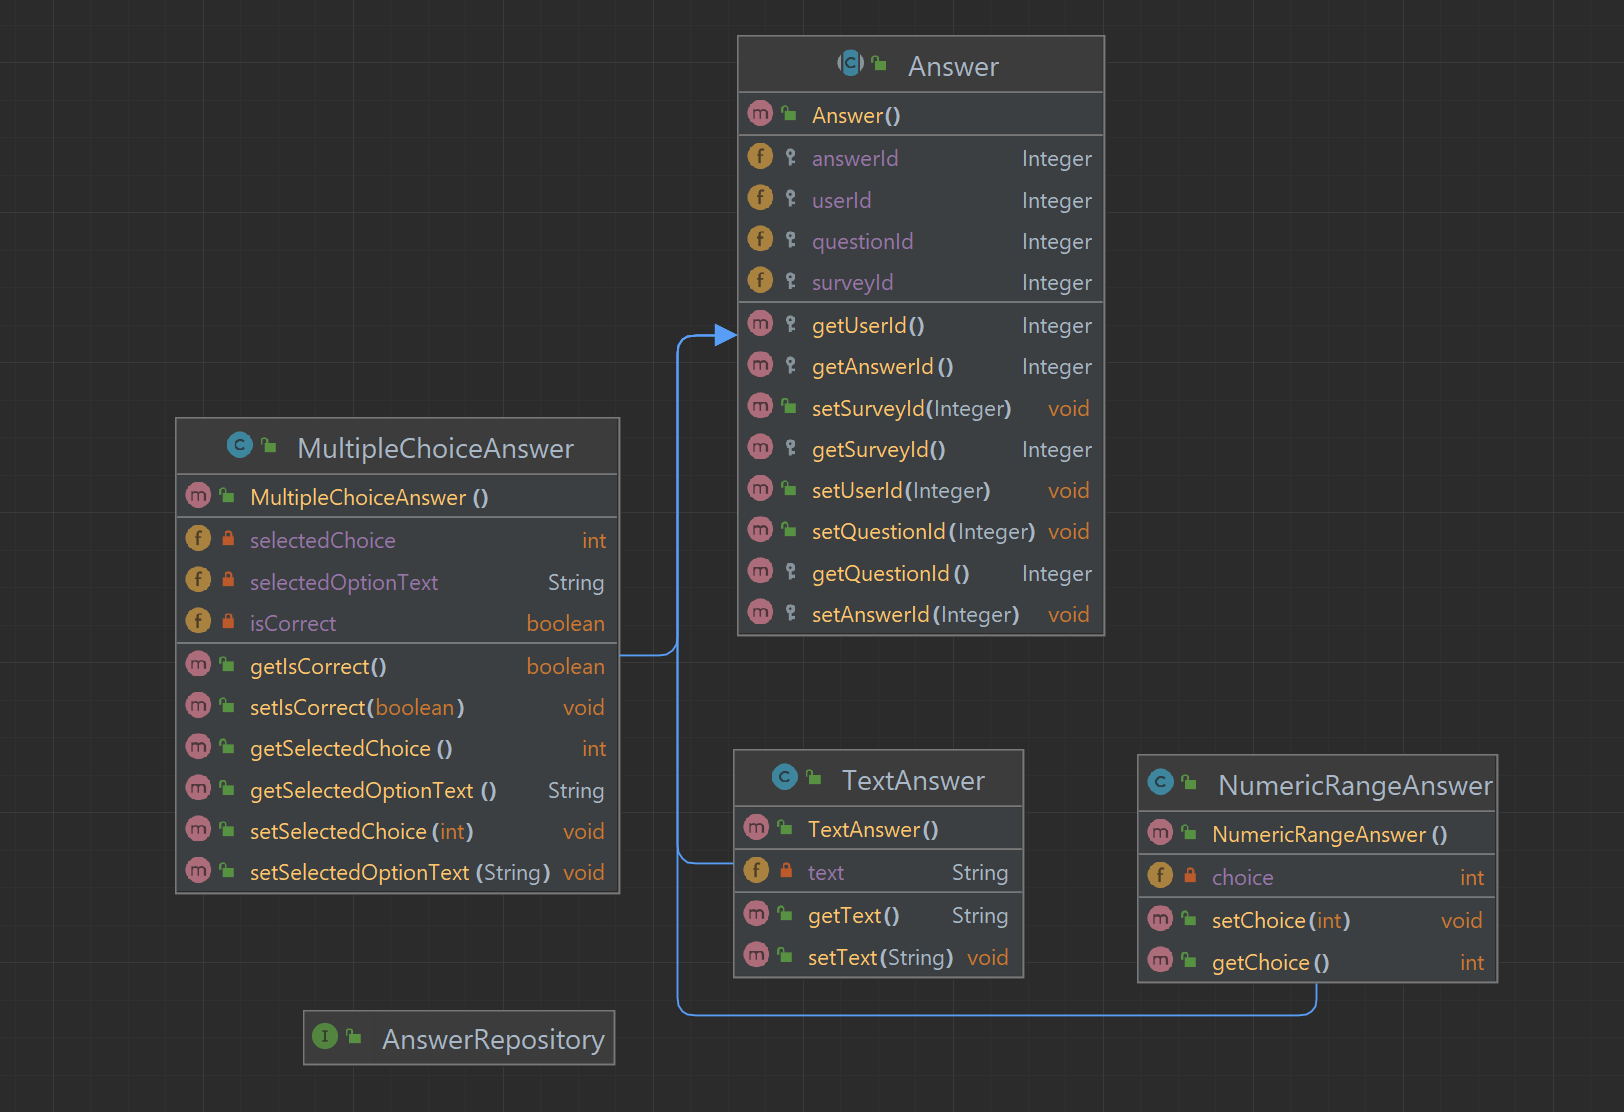 Answer
Answer()
answerId Integer
userId Integer
questionId Integer
surveyId Integer
getUserId() Integer
getAnswerId() Integer
setSurveyId(Integer) void
getSurveyId() Integer
setUserId(Integer) void
setQuestionId(Integer) void
getQuestionId() Integer
setAnswerId(Integer) void
MultipleChoiceAnswer
MultipleChoiceAnswer()
selectedChoice int
selectedOptionText String
isCorrect boolean
getIsCorrect() boolean
setIsCorrect(boolean) void
getSelectedChoice() int
getSelectedOptionText() String
setSelectedChoice(int) void
setSelectedOptionText(String) void
TextAnswer
TextAnswer()
text String
getText() String
setText(String) void
NumericRangeAnswer
NumericRangeAnswer()
choice int
setChoice(int) void
getChoice() int
AnswerRepository